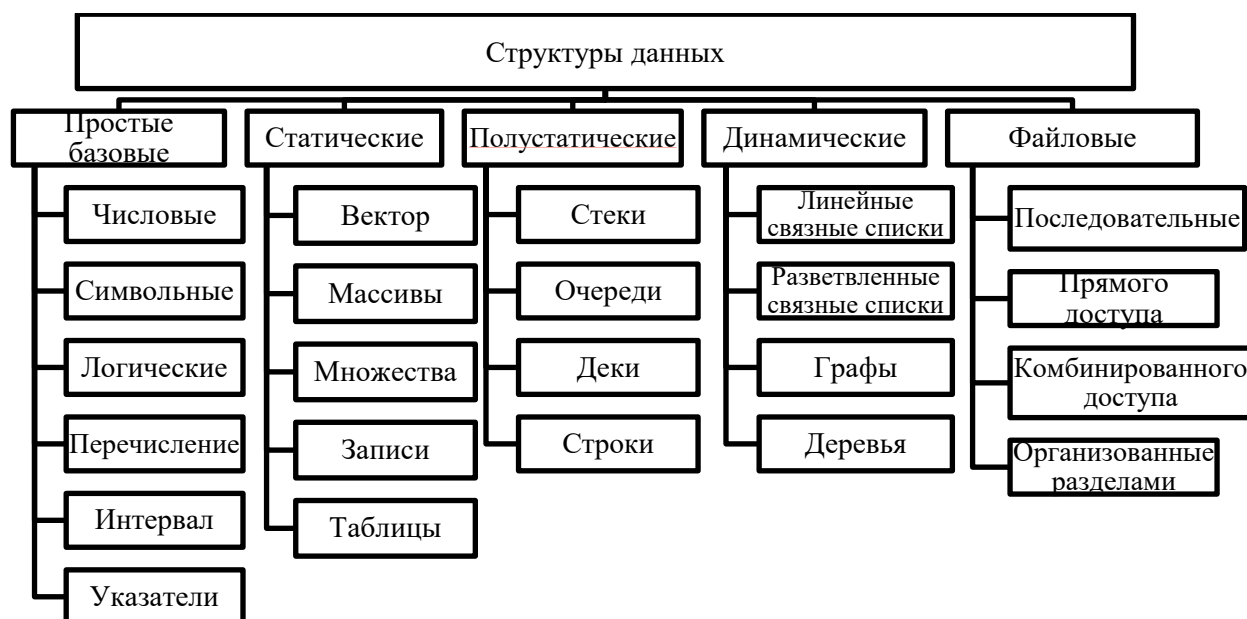 Структуры данных
Простые
базовые
Числовые
Символьные
Логические
Перечисление
Интервал
Указатели
Статические
Вектор
Массивы
Множества
Записи
Таблицы
Полустатические
Стеки
Очереди
Деки
Строки
Динамические
Линейные
связные списки
Разветвленные
связные списки
Графы
Деревья
Файловые
Последовательные
Прямого
доступа
Комбинированного
доступа
Организованные
разделами